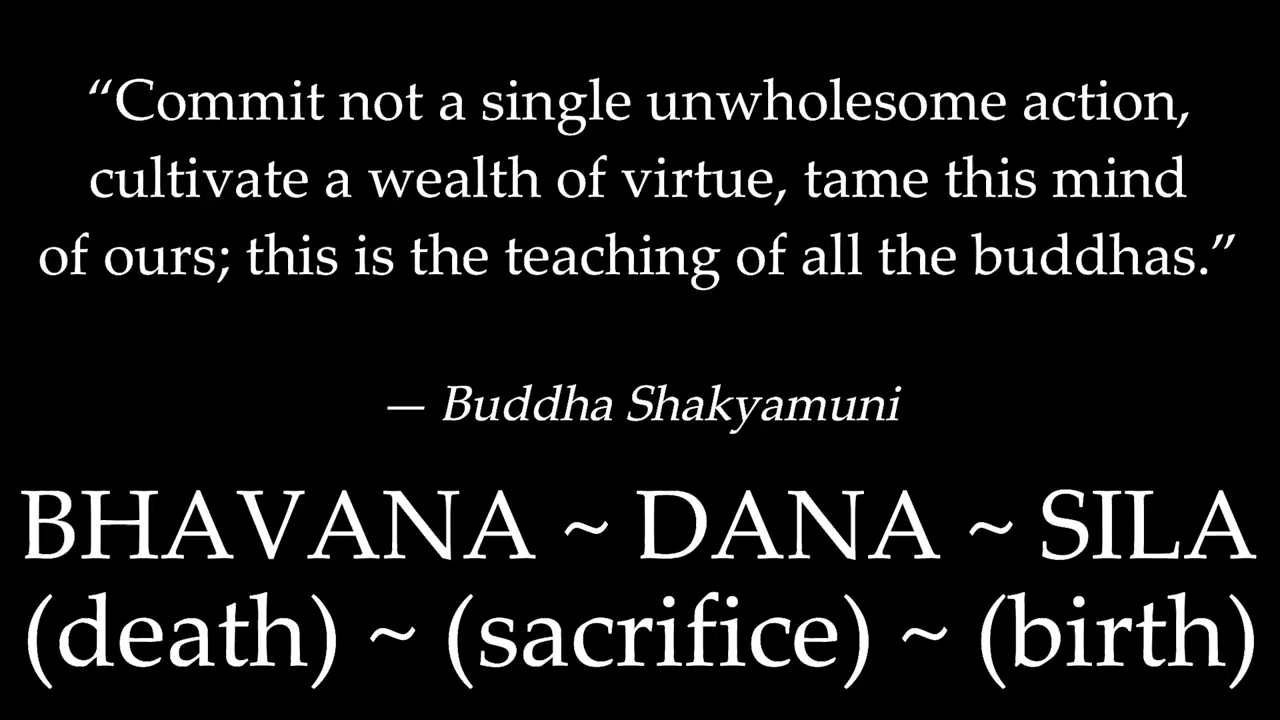 “Commit not a single unwholesome action,
cultivate a wealth of virtue, tame this mind
of ours; this is the teaching of all the buddhas.”
— Buddha Shakyamuni
BHAVANA ~ DANA ~ SILA
(death) ~ (sacrifice) ~ (birth)